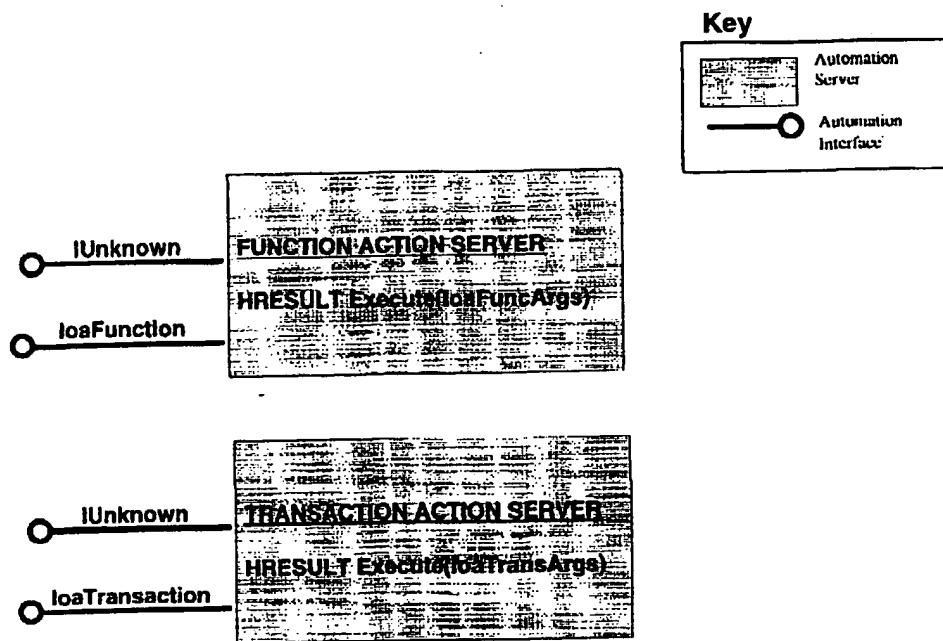 Key
Automation
Server
Automation
Interface
IUnknown
FUNCTION ACTION SERVER
HRESULT Execute(IoaFuncArgs)
IoaFunction
IUnknown
TRANSACTION ACTION SERVER
HRESULT Execute(IoaTransArgs)
IoaTransaction